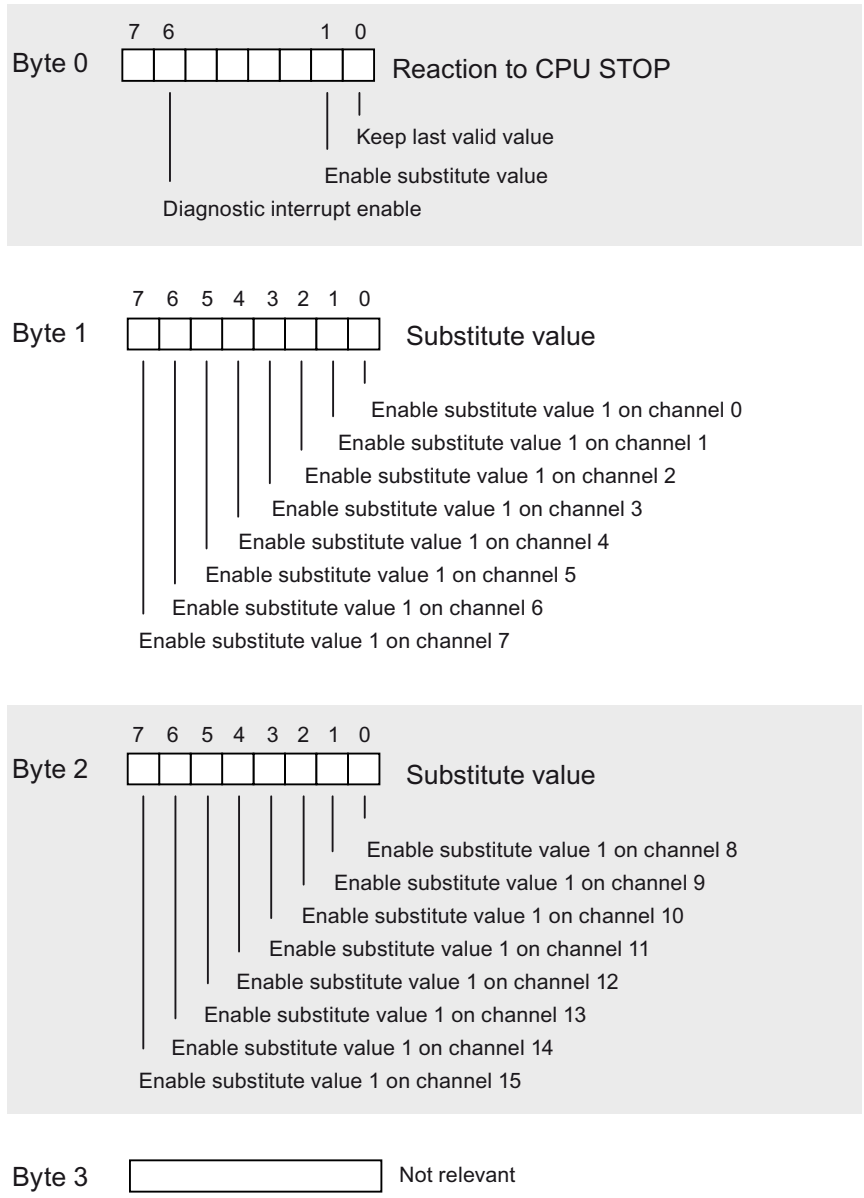 7 6 1 0
Byte 0 Reaction to CPU STOP
Keep last valid value
Enable substitute value
Diagnostic interrupt enable
7 6 5 4 3 2 1 0
Byte 1 Substitute value
Enable substitute value 1 on channel 0
Enable substitute value 1 on channel 1
Enable substitute value 1 on channel 2
Enable substitute value 1 on channel 3
Enable substitute value 1 on channel 4
Enable substitute value 1 on channel 5
Enable substitute value 1 on channel 6
Enable substitute value 1 on channel 7
7 6 5 4 3 2 1 0
Byte 2 Substitute value
Enable substitute value 1 on channel 8
Enable substitute value 1 on channel 9
Enable substitute value 1 on channel 10
Enable substitute value 1 on channel 11
Enable substitute value 1 on channel 12
Enable substitute value 1 on channel 13
Enable substitute value 1 on channel 14
Enable substitute value 1 on channel 15
Byte 3 Not relevant